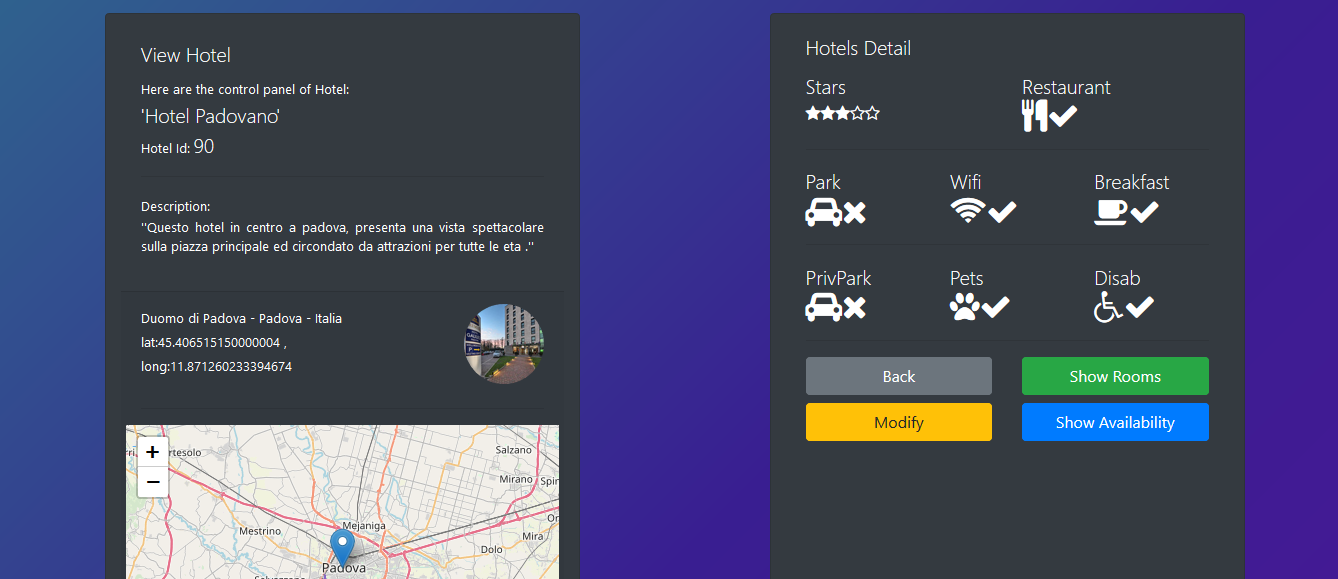 View Hotel
Here are the control panel of Hotel:
'Hotel Padovano'
Hotel Id: 90
Description:
"Questo hotel in centro a padova, presenta una vista spettacolare
sulla piazza principale ed circondato da attrazioni per tutte le eta ."
Duomo di Padova - Padova - Italia
lat:45.406515150000004 ,
long:11.871260233394674
+
−
Salzano
Mirano
Mejaniga
Mestrino
Mira
Dolo
Padova
Hotels Detail
Stars
Restaurant
Park
Wifi
Breakfast
PrivPark
Pets
Disab
Back
Show Rooms
Modify
Show Availability